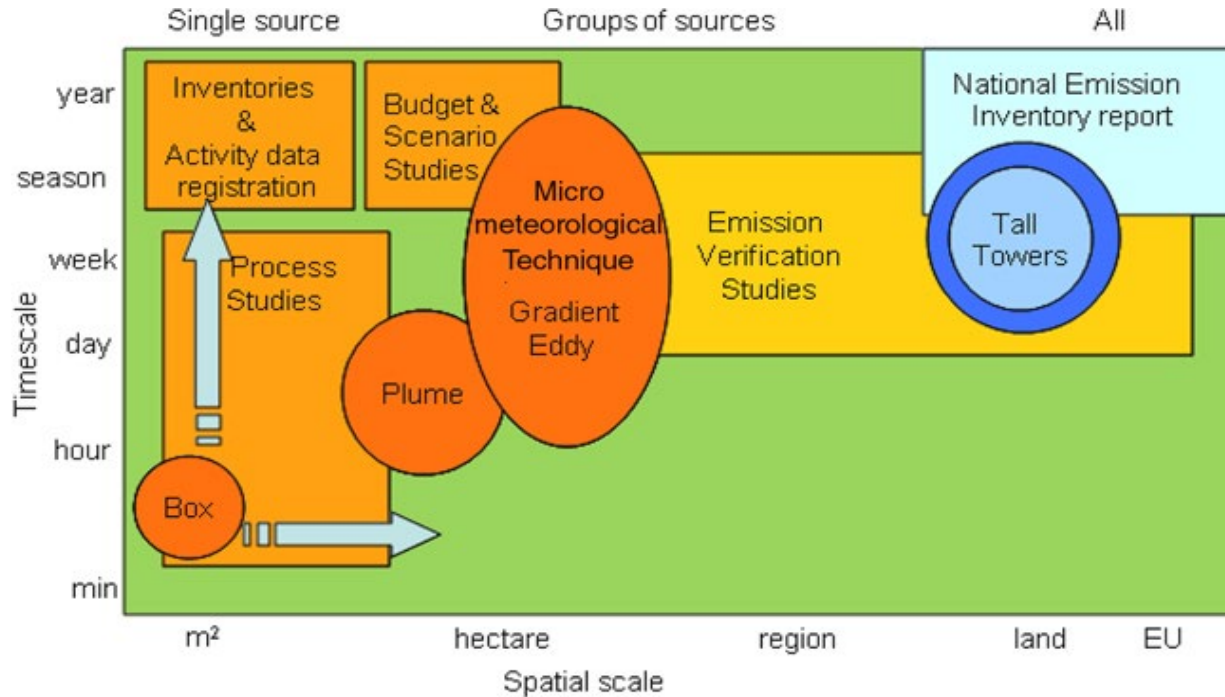 Single source
Groups of sources
All
year
season
week
day
hour
min
Timescale
Inventories
&
Activity data
registration
Budget &
Scenario
Studies
National Emission
Inventory report
Micro
meteorological
Technique
Gradient
Eddy
Emission
Verification
Studies
Tall
Towers
Process
Studies
Plume
Box
m²
hectare
region
land
EU
Spatial scale